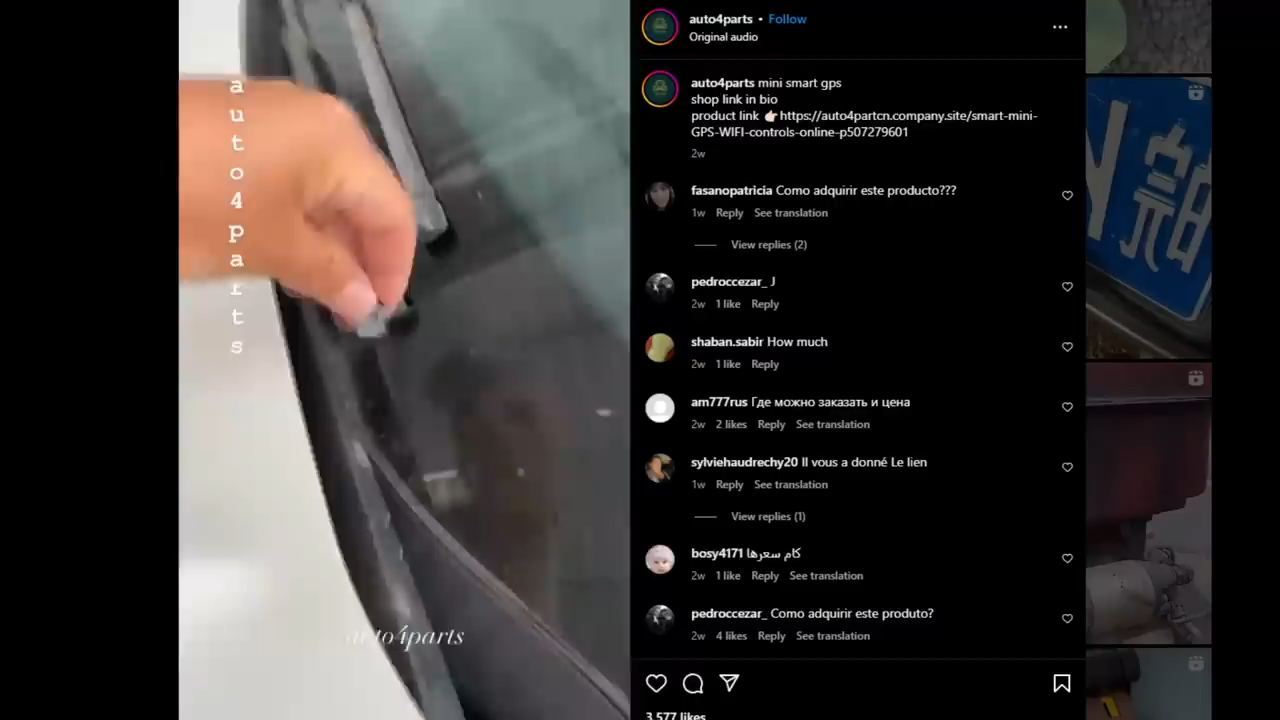 auto4parts
auto4parts
auto4parts • Follow
Original audio
auto4parts mini smart gps
shop link in bio
product link 👉🏻https://auto4partcn.company.site/smart-mini-
GPS-WIFI-controls-online-p507279601
2w
fasanopatricia Como adquirir este producto???
1w Reply See translation
View replies (2)
pedroccezar_ J
2w 1 like Reply
shaban.sabir How much
2w 1 like Reply
am777rus Где можно заказать и цена
2w 2 likes Reply See translation
sylviehaudrechy20 Il vous a donné Le lien
1w Reply See translation
View replies (1)
bosy4171 كام سعرها
2w 1 like Reply See translation
pedroccezar_ Como adquirir este produto?
2w 4 likes Reply See translation
3,577 likes